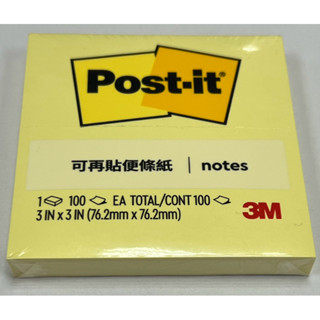 Post-it
可再貼便條紙 | notes
1 100 EA TOTAL/CONT 100
3 IN x 3 IN (76.2mm x 76.2mm)
3M